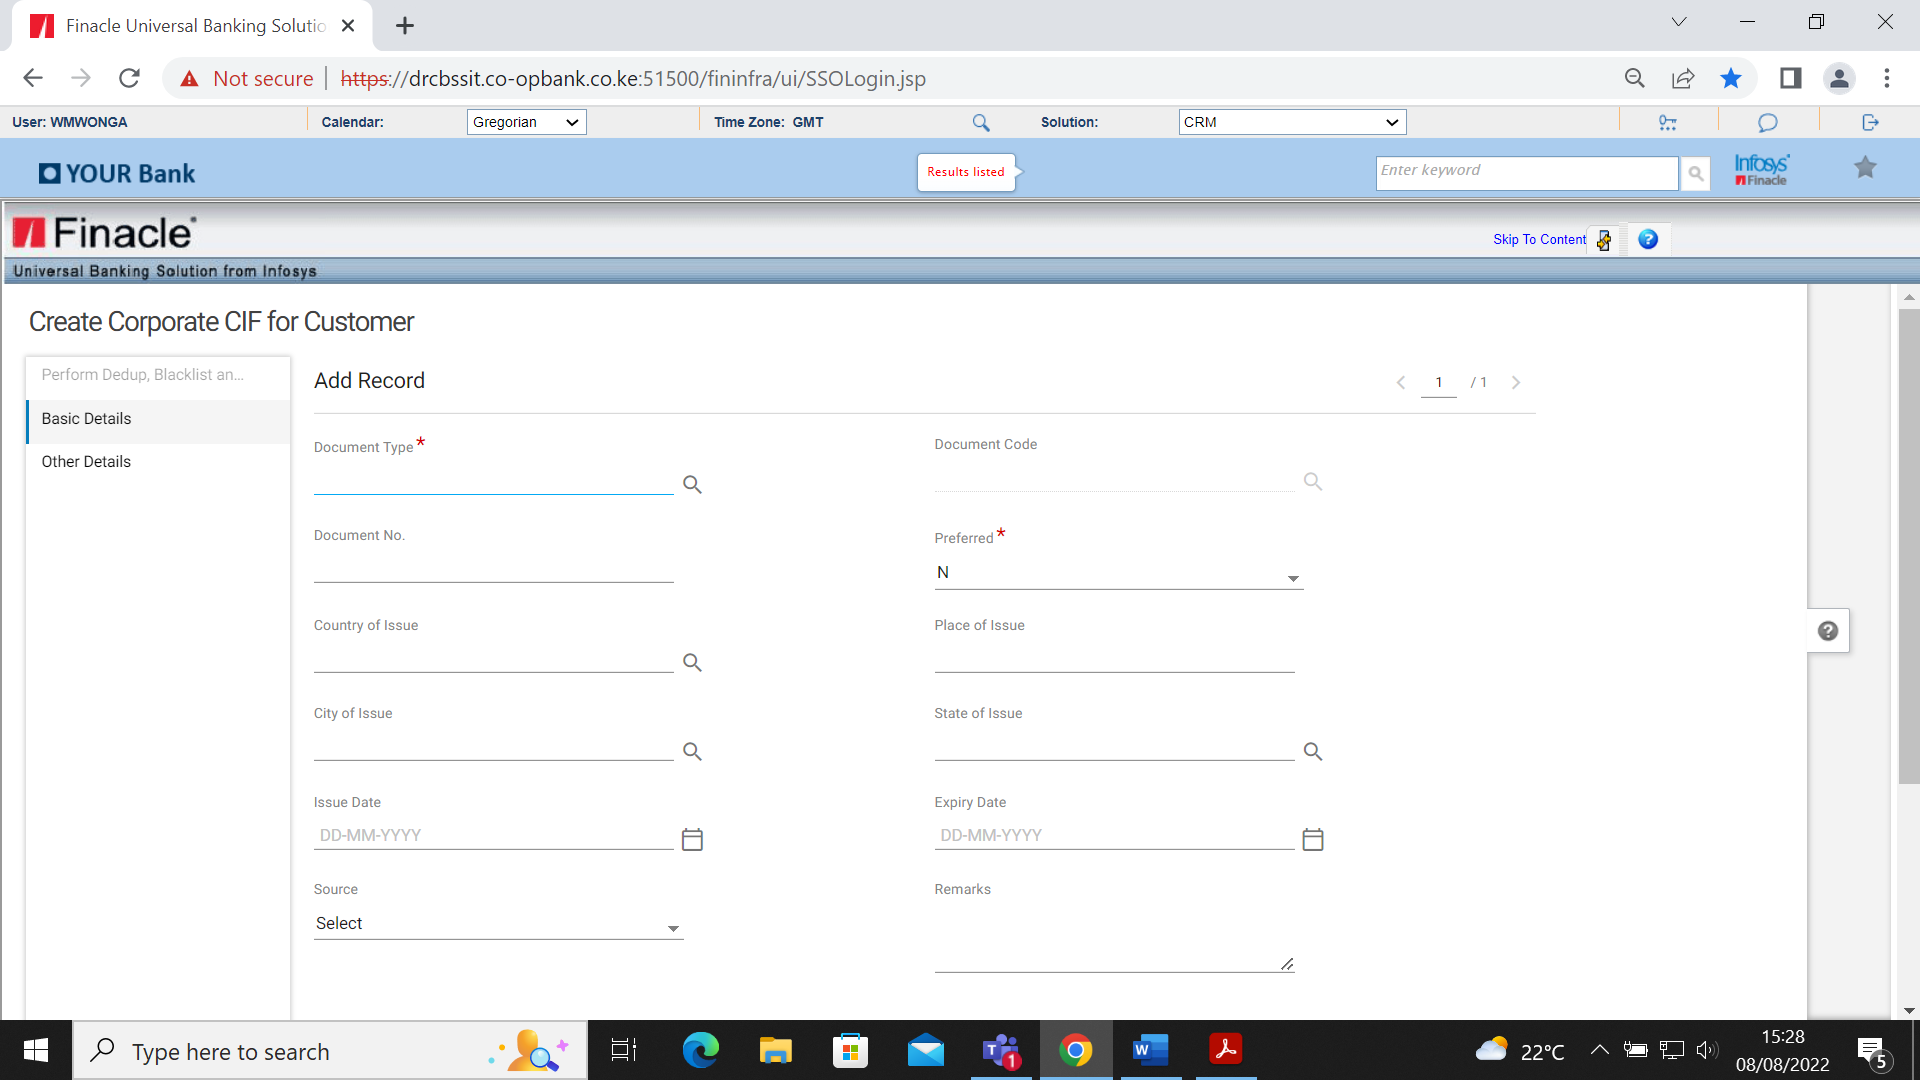 Finacle Universal Banking Solutio
Not secure
https://drcbssit.co-opbank.co.ke:51500/fininfra/ui/SSOLogin.jsp
User: WMWONGA
Calendar:
Gregorian
Time Zone: GMT
Solution:
CRM
YOUR Bank
Results listed
Enter keyword
Infosys
Finacle
Finacle
Skip To Content
Universal Banking Solution from Infosys
Create Corporate CIF for Customer
Perform Dedup, Blacklist an...
Basic Details
Other Details
Add Record
1 / 1
Document Type*
Document Code
Document No.
Preferred*
N
Country of Issue
Place of Issue
City of Issue
State of Issue
Issue Date
DD-MM-YYYY
Expiry Date
DD-MM-YYYY
Source
Select
Remarks
Type here to search
1
22°C
15:28
08/08/2022
5